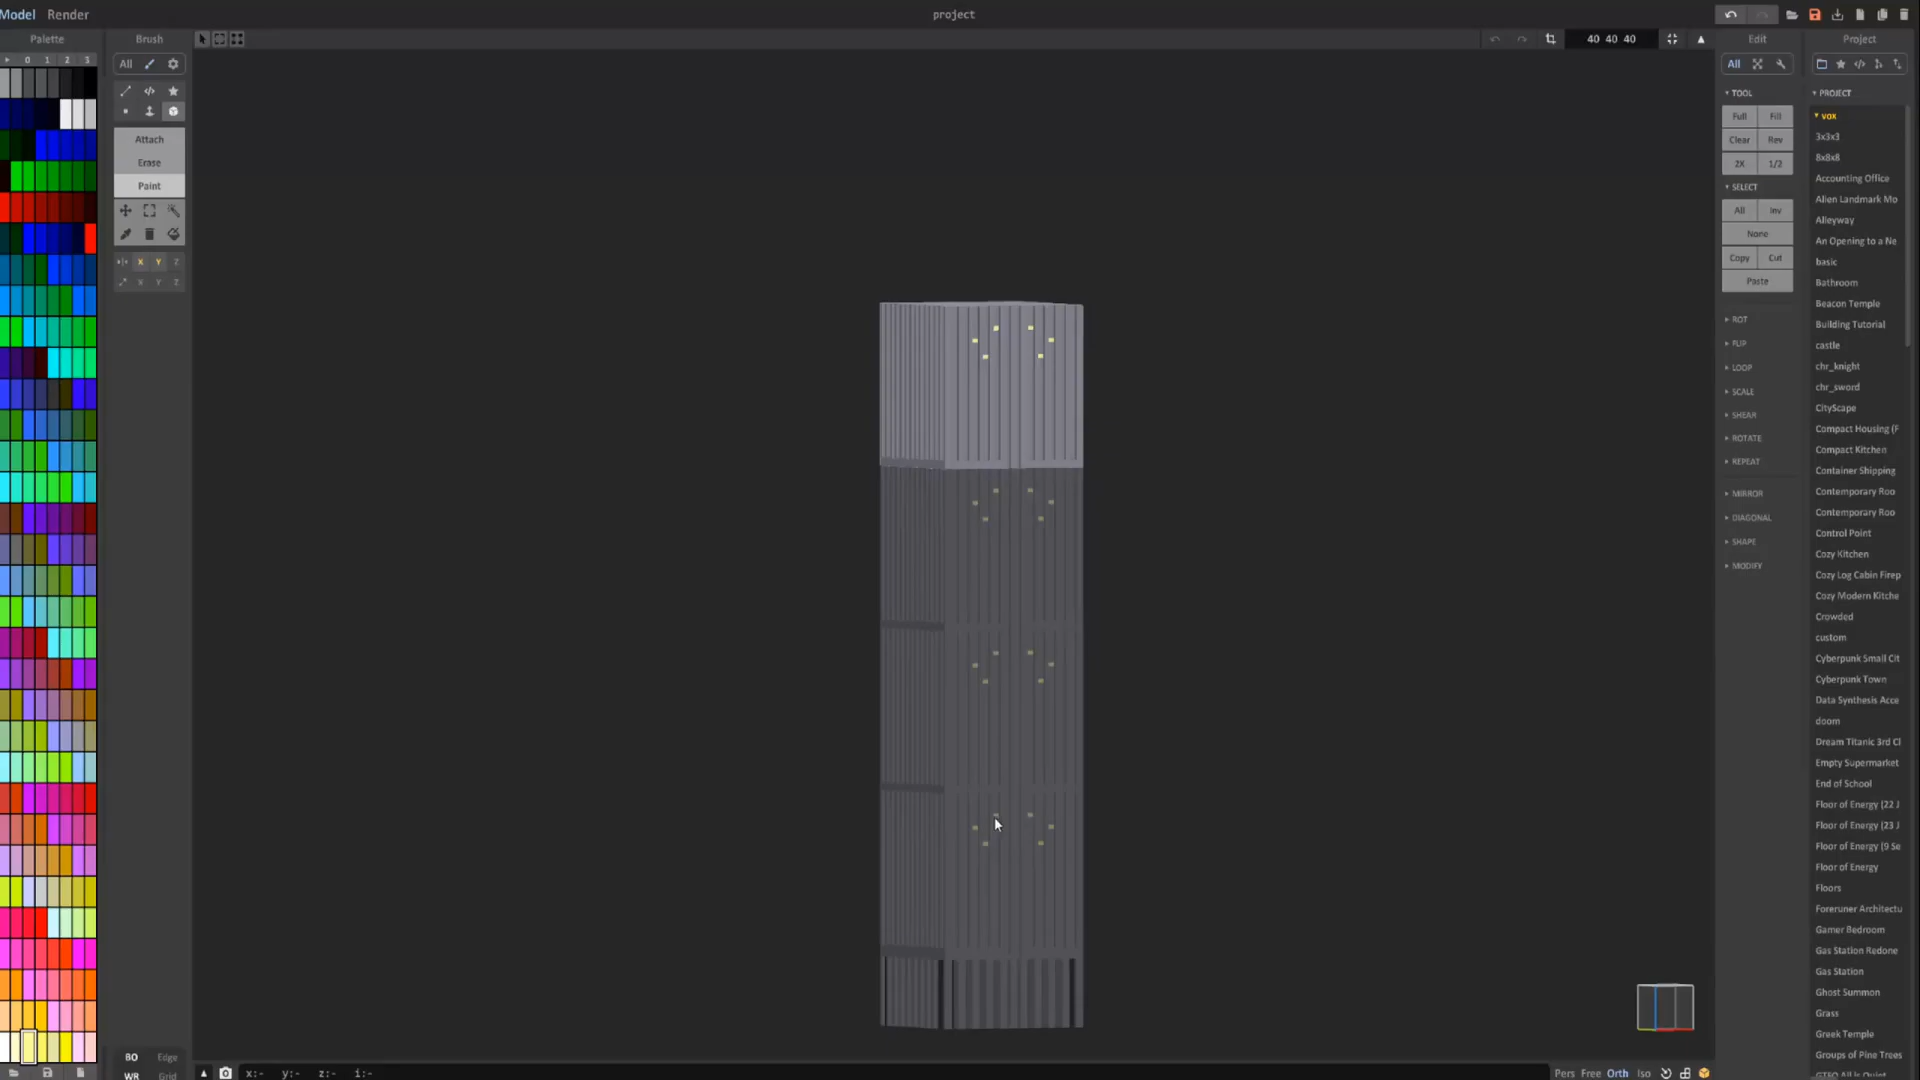 Model Render
project
Palette
Brush
40 40 40
Edit
Project
0 1 2 3
All
All
TOOL
PROJECT
Full Fill
Clear Rev
2X 1/2
SELECT
All Inv
None
Copy Cut
Paste
ROT
FLIP
LOOP
SCALE
SHEAR
ROTATE
REPEAT
MIRROR
DIAGONAL
SHAPE
MODIFY
Attach
Erase
Paint
X Y Z
X Y Z
vox
3x3x3
8x8x8
Accounting Office
Alien Landmark Mo
Alleyway
An Opening to a Ne
basic
Bathroom
Beacon Temple
Building Tutorial
castle
chr_knight
chr_sword
CityScape
Compact Housing (F
Compact Kitchen
Container Shipping
Contemporary Roo
Contemporary Roo
Control Point
Cozy Kitchen
Cozy Log Cabin Firep
Cozy Modern Kitche
Crowded
custom
Cyberpunk Small Cit
Cyberpunk Town
Data Synthesis Acce
doom
Dream Titanic 3rd Cl
Empty Supermarket
End of School
Floor of Energy (22 J
Floor of Energy (23 J
Floor of Energy (9 Se
Floor of Energy
Floors
Forerunner Architectu
Gamer Bedroom
Gas Station Redone
Gas Station
Ghost Summon
Grass
Greek Temple
Groups of Pine Trees
BO Edge
WR Grid
x:- y:- z:- i:-
Pers Free Orth Iso